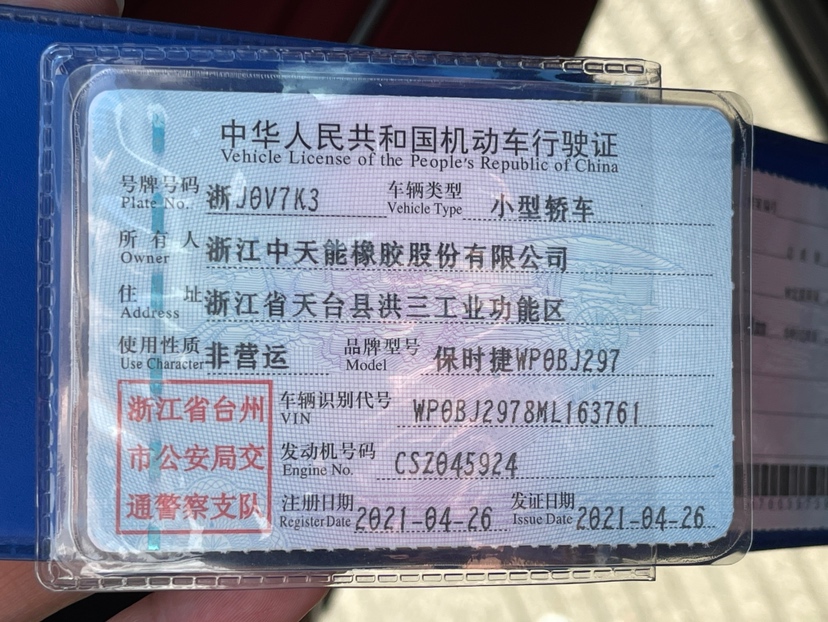 中华人民共和国机动车行驶证
Vehicle License of the People's Republic of China
号牌号码 浙J0V7K3 车辆类型 小型轿车
Plate No. Vehicle Type
所有人 浙江中天能橡胶股份有限公司
Owner
住址 浙江省天台县洪三工业功能区
Address
使用性质 非营运 品牌型号 保时捷WP0BJ297
Use Character Model
浙江省台州 车辆识别代号 WP0BJ2978ML163761
VIN
市公安局交 发动机号码 CSZ045924
Engine No.
通警察支队 注册日期 2021-04-26 发证日期 2021-04-26
Register Date Issue Date